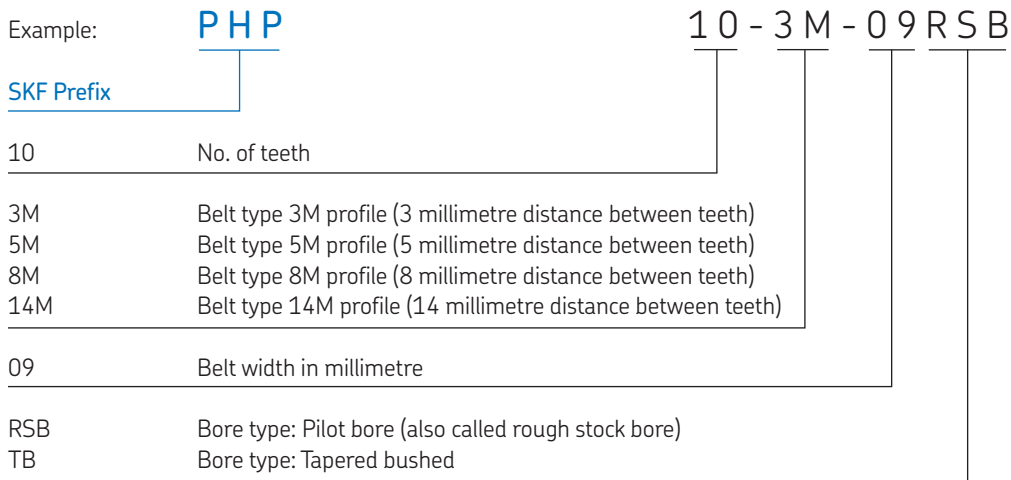 Example: PHP 10-3M-09RSB
SKF Prefix
10 No. of teeth
3M Belt type 3M profile (3 millimetre distance between teeth)
5M Belt type 5M profile (5 millimetre distance between teeth)
8M Belt type 8M profile (8 millimetre distance between teeth)
14M Belt type 14M profile (14 millimetre distance between teeth)
09 Belt width in millimetre
RSB Bore type: Pilot bore (also called rough stock bore)
TB Bore type: Tapered bushed